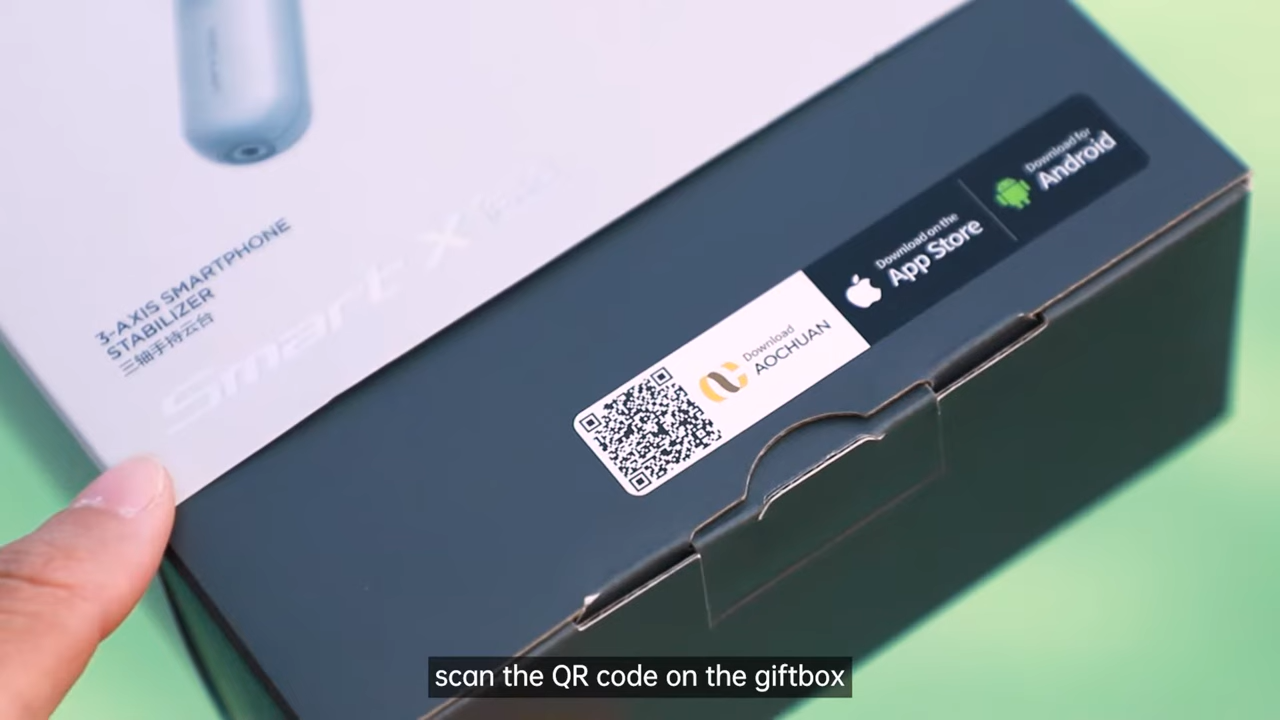 3-AXIS SMARTPHONE
STABILIZER
三轴手持云台
Smart X
Download
AOCHUAN
Download on the
App Store
Download for
Android
scan the QR code on the giftbox